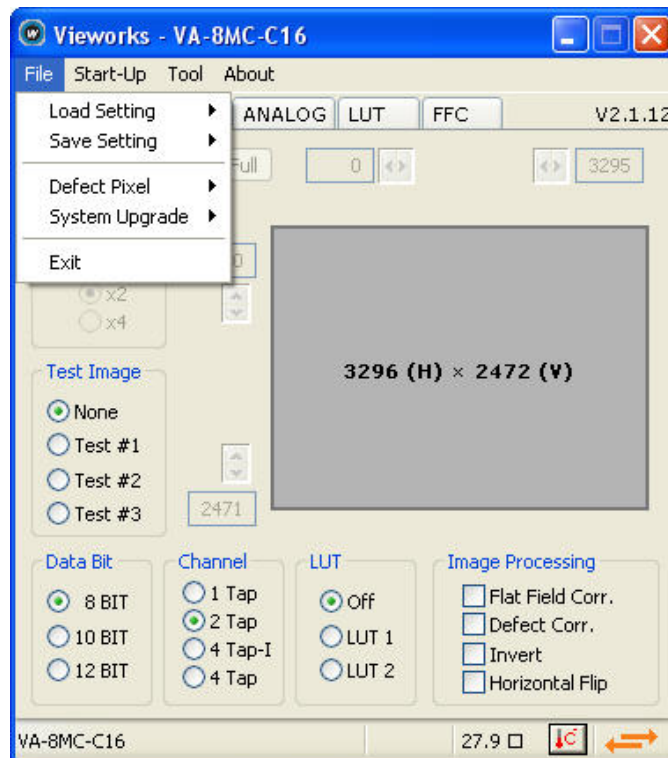 Vieworks - VA-8MC-C16
File Start-Up Tool About
Load Setting
Save Setting
Defect Pixel
System Upgrade
Exit
ANALOG LUT FFC V2.1.12
Full 0 3295
0
x2
x4
3296 (H) × 2472 (V)
Test Image
None
Test #1
Test #2
Test #3
2471
Data Bit
8 BIT
10 BIT
12 BIT
Channel
1 Tap
2 Tap
4 Tap-I
4 Tap
LUT
Off
LUT 1
LUT 2
Image Processing
Flat Field Corr.
Defect Corr.
Invert
Horizontal Flip
VA-8MC-C16 27.9 □ C